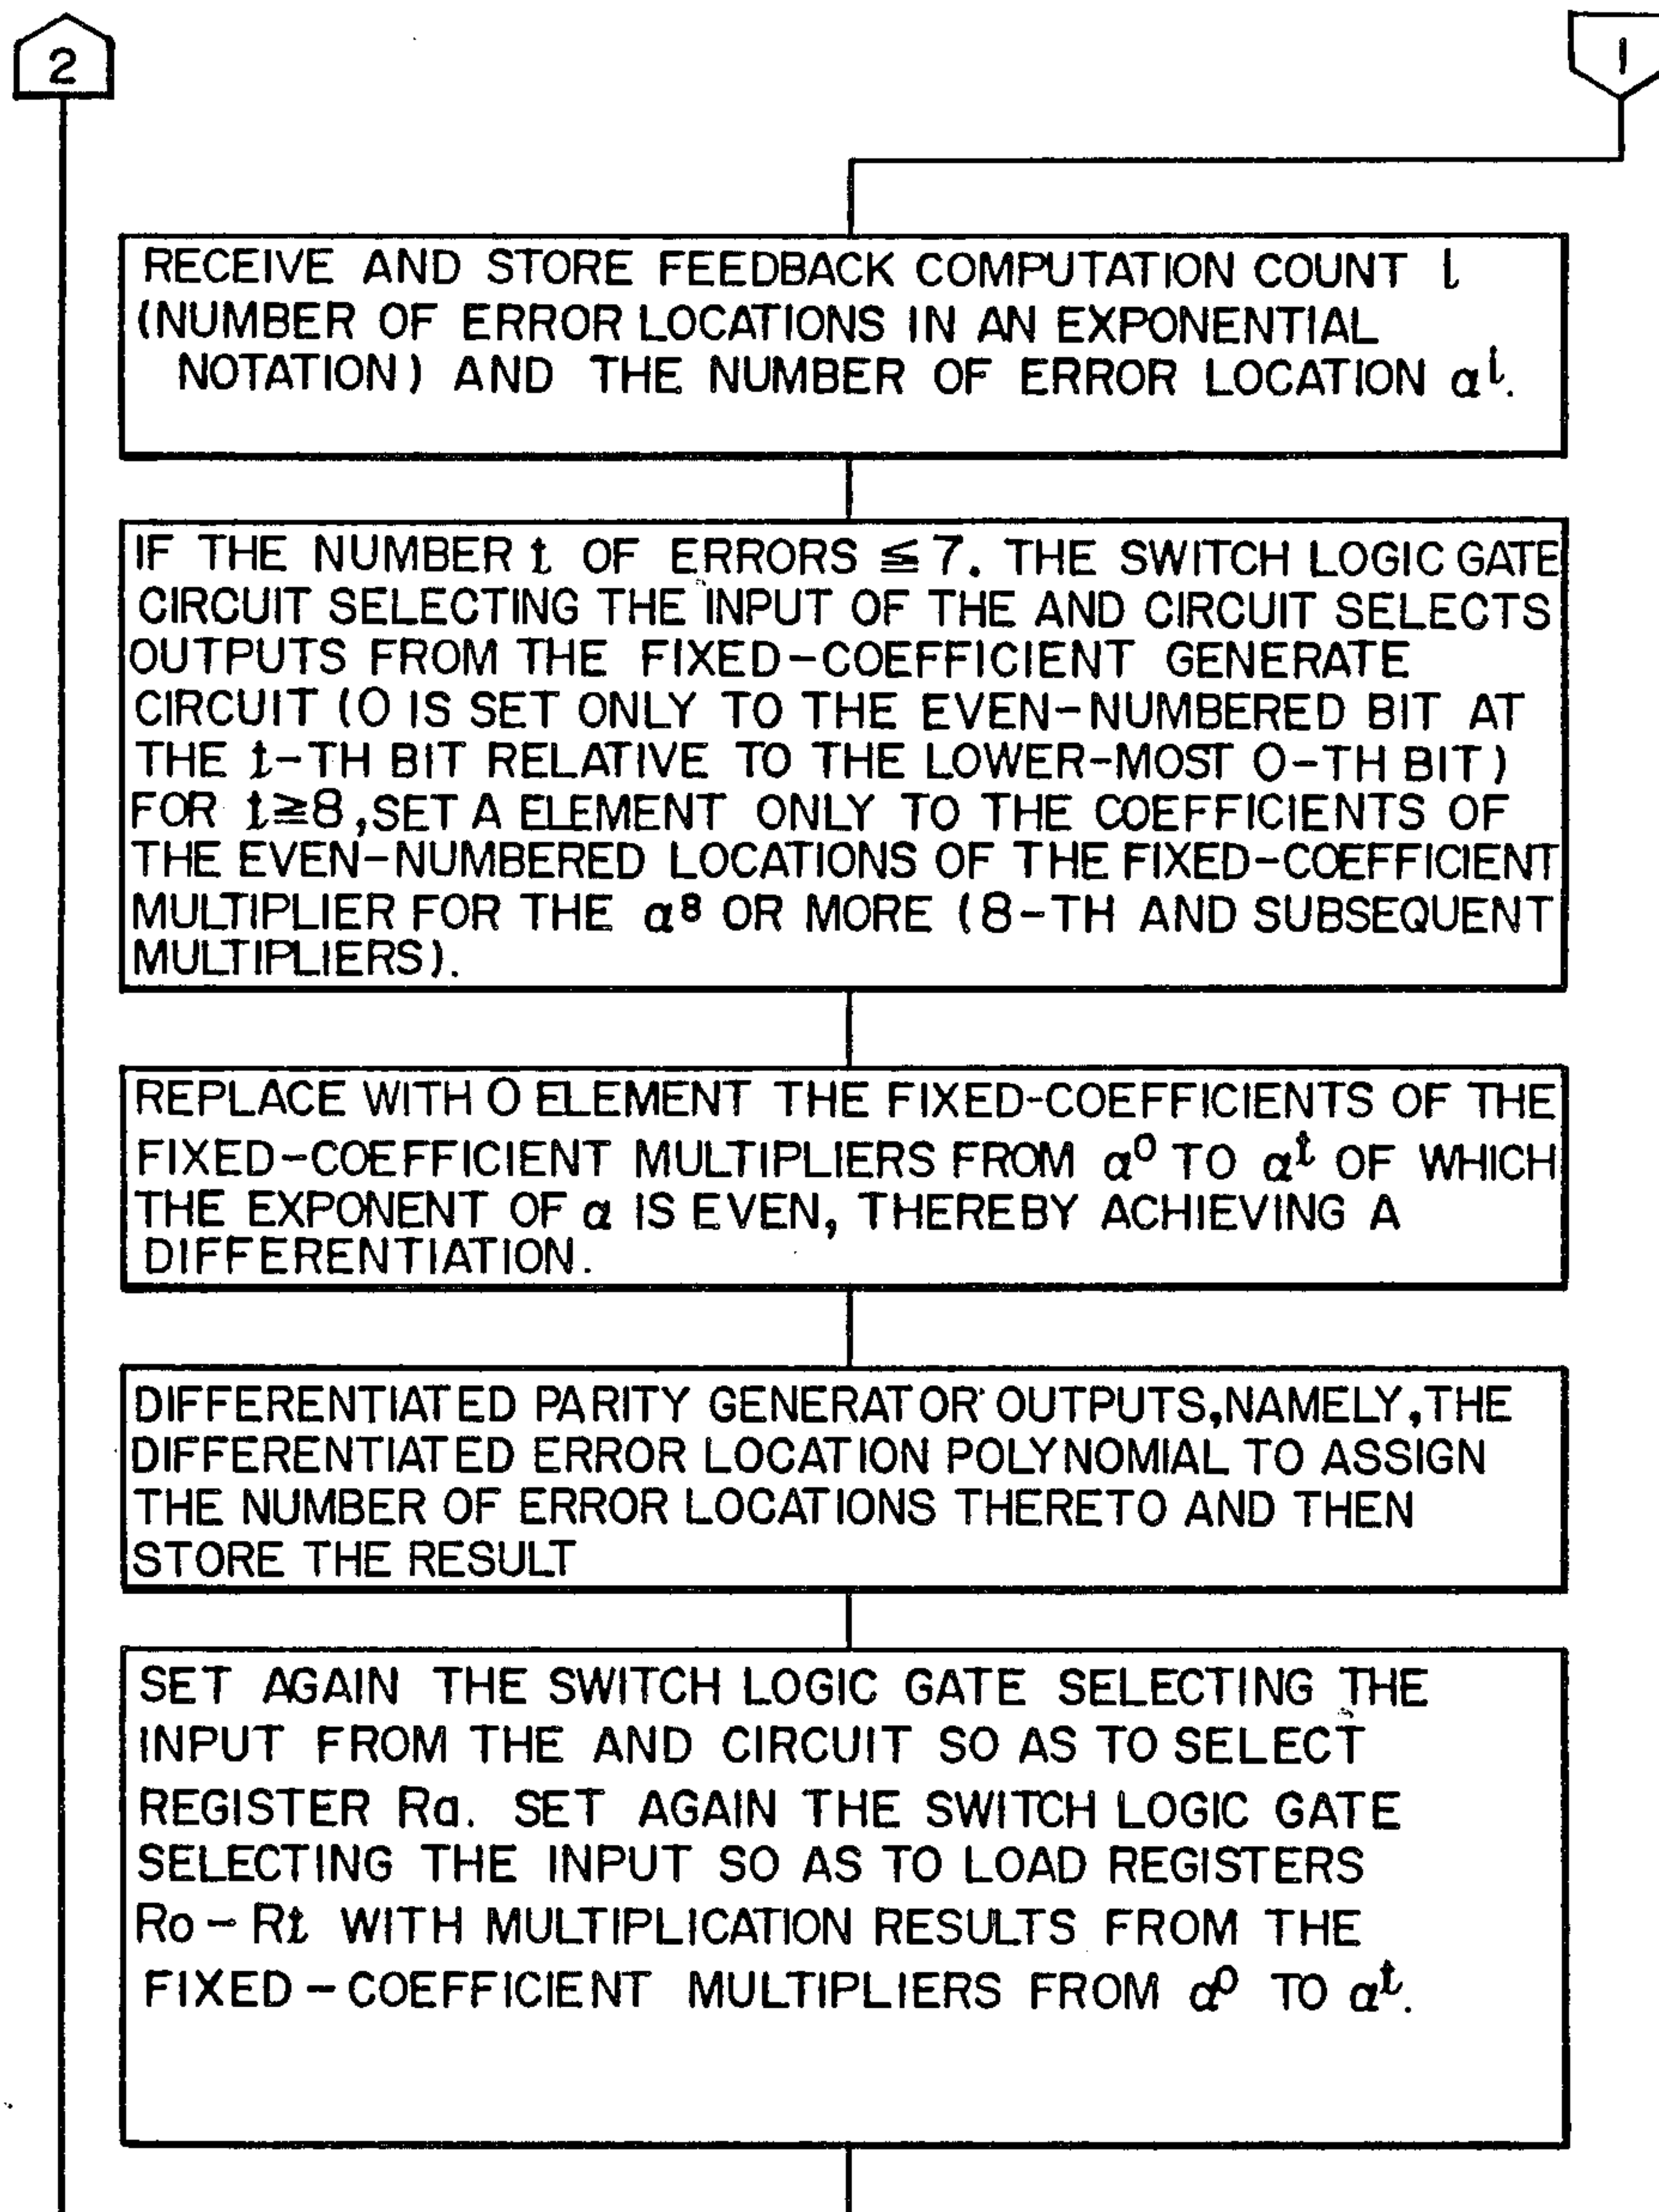 2
1
RECEIVE AND STORE FEEDBACK COMPUTATION COUNT l
(NUMBER OF ERROR LOCATIONS IN AN EXPONENTIAL
NOTATION) AND THE NUMBER OF ERROR LOCATION α^l.
IF THE NUMBER t OF ERRORS ≦ 7. THE SWITCH LOGIC GATE
CIRCUIT SELECTING THE INPUT OF THE AND CIRCUIT SELECTS
OUTPUTS FROM THE FIXED-COEFFICIENT GENERATE
CIRCUIT (O IS SET ONLY TO THE EVEN-NUMBERED BIT AT
THE t-TH BIT RELATIVE TO THE LOWER-MOST O-TH BIT)
FOR t≧8, SET A ELEMENT ONLY TO THE COEFFICIENTS OF
THE EVEN-NUMBERED LOCATIONS OF THE FIXED-COEFFICIENT
MULTIPLIER FOR THE α^8 OR MORE (8-TH AND SUBSEQUENT
MULTIPLIERS).
REPLACE WITH O ELEMENT THE FIXED-COEFFICIENTS OF THE
FIXED-COEFFICIENT MULTIPLIERS FROM α^0 TO α^t OF WHICH
THE EXPONENT OF α IS EVEN, THEREBY ACHIEVING A
DIFFERENTIATION.
DIFFERENTIATED PARITY GENERATOR OUTPUTS, NAMELY, THE
DIFFERENTIATED ERROR LOCATION POLYNOMIAL TO ASSIGN
THE NUMBER OF ERROR LOCATIONS THERETO AND THEN
STORE THE RESULT
SET AGAIN THE SWITCH LOGIC GATE SELECTING THE
INPUT FROM THE AND CIRCUIT SO AS TO SELECT
REGISTER Ra. SET AGAIN THE SWITCH LOGIC GATE
SELECTING THE INPUT SO AS TO LOAD REGISTERS
Ro - Rt WITH MULTIPLICATION RESULTS FROM THE
FIXED-COEFFICIENT MULTIPLIERS FROM α^0 TO α^t.